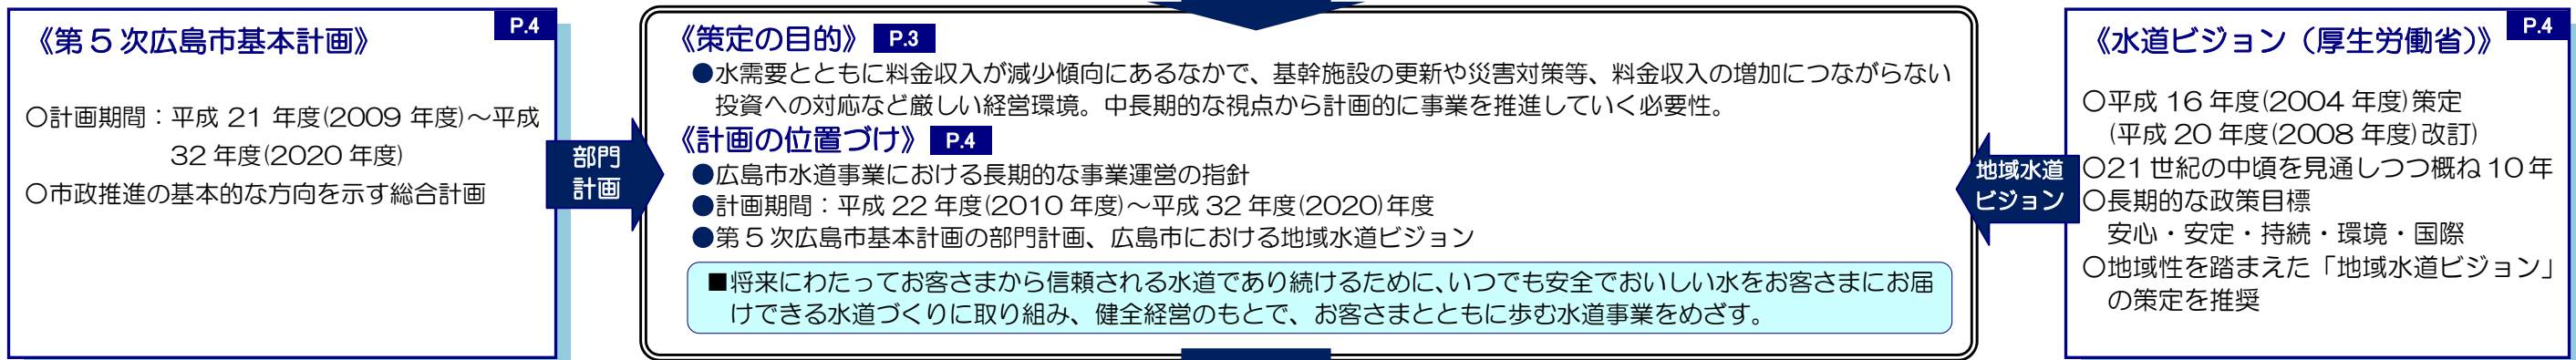 《第5次広島市基本計画》
P.4
〇計画期間：平成 21 年度(2009 年度)～平成
32 年度(2020 年度)
〇市政推進の基本的な方向を示す総合計画
部門
計画
《策定の目的》 P.3
●水需要とともに料金収入が減少傾向にあるなかで、基幹施設の更新や災害対策等、料金収入の増加につながらない
投資への対応など厳しい経営環境。中長期的な視点から計画的に事業を推進していく必要性。
《計画の位置づけ》 P.4
●広島市水道事業における長期的な事業運営の指針
●計画期間：平成 22 年度(2010 年度)～平成 32 年度(2020)年度
●第5次広島市基本計画の部門計画、広島市における地域水道ビジョン
■将来にわたってお客さまから信頼される水道であり続けるために、いつでも安全でおいしい水をお客さまにお届
けできる水道づくりに取り組み、健全経営のもとで、お客さまとともに歩む水道事業をめざす。
地域水道
ビジョン
P.4
《水道ビジョン（厚生労働省）》
〇平成 16 年度(2004 年度)策定
(平成 20 年度(2008 年度)改訂)
〇21 世紀の中頃を見通しつつ概ね 10 年
〇長期的な政策目標
安心・安定・持続・環境・国際
〇地域性を踏まえた「地域水道ビジョン」
の策定を推奨